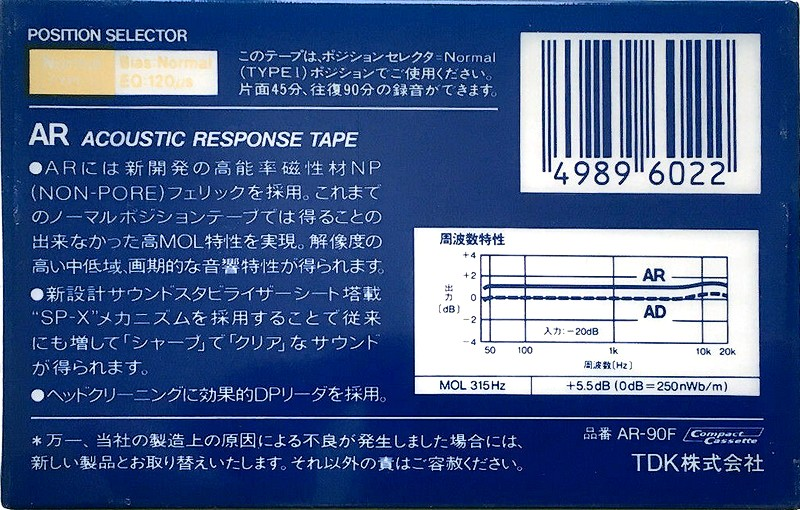 POSITION SELECTOR
Bias:Normal
EQ:120μs
このテープは、ポジションセレクタ=Normal
(TYPE I)ポジションでご使用ください。
片面45分、往復90分の録音ができます。
4989 6022
AR ACOUSTIC RESPONSE TAPE
●ARには新開発の高能率磁性材NP
(NON-PORE)フェリックを採用。これまで
のノーマルポジションテープでは得ることの
出来なかった高MOL特性を実現。解像度の
高い中低域、画期的な音響特性が得られます。
●新設計サウンドスタビライザーシート塔載
“SP-X”メカニズムを採用することで従来
にも増して「シャープ」で「クリア」なサウンド
が得られます。
●ヘッドクリーニングに効果的DPリーダを採用。
周波数特性
出力[dB]
+4
+2
0
-2
-4
AR
AD
入力:-20dB
50 100 1k 10k 20k
周波数[Hz]
MOL 315Hz +5.5dB (0dB=250nWb/m)
*万一、当社の製造上の原因による不良が発生しました場合には、
新しい製品とお取り替えいたします。それ以外の責はご容赦ください。
品番 AR-90F Compact Cassette
TDK株式会社